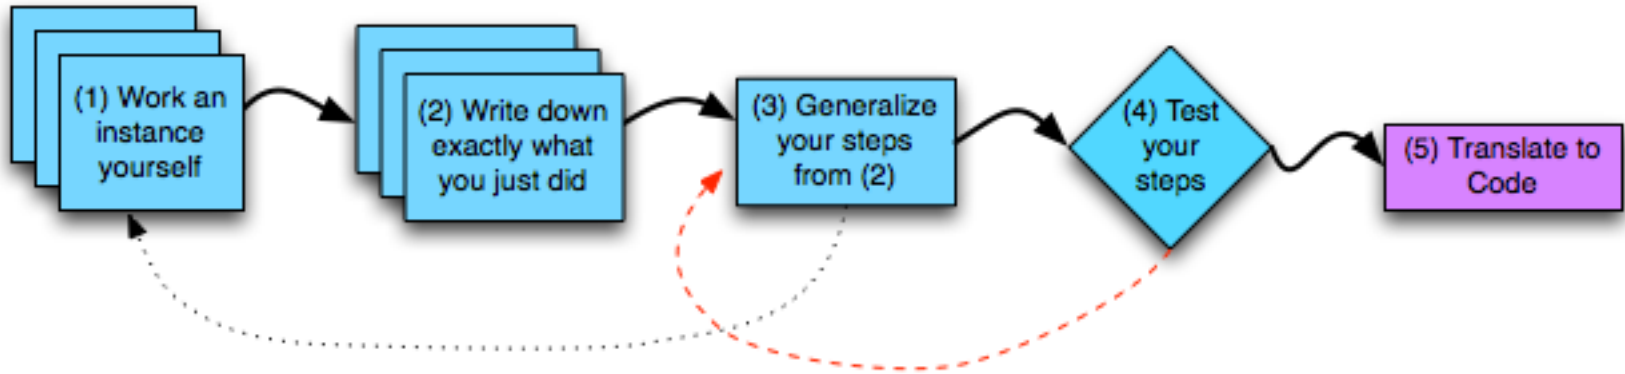 (1) Work an
instance
yourself
(2) Write down
exactly what
you just did
(3) Generalize
your steps
from (2)
(4) Test
your
steps
(5) Translate to
Code